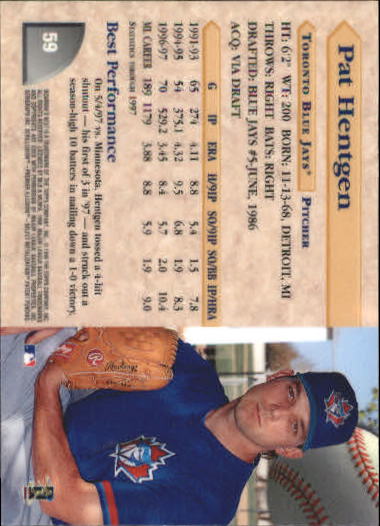 59
Pat Hentgen
TORONTO BLUE JAYS® PITCHER
HT: 6'2" WT: 200 BORN: 11-13-68, DETROIT, MI
THROWS: RIGHT BATS: RIGHT
DRAFTED: BLUE JAYS #5-JUNE, 1986
ACQ: VIA DRAFT
G IP ERA H/9IP SO/9IP SO/BB IP/HRA
1991-93 65 274 4.11 8.8 5.4 1.5 7.8
1994-95 54 375.1 4.32 9.5 6.8 1.9 8.3
1996-97 70 529.2 3.45 8.4 5.7 2.0 10.4
ML CAREER 189 1179 3.88 8.8 5.9 1.9 9.0
STATISTICS THROUGH 1997
Best Performance
On 5/4/97 vs. Minnesota, Hentgen tossed a 4-hit
shutout — his first of 3 in '97 — and struck out a
season-high 10 batters in nailing down a 1-0 victory.
Rawlings